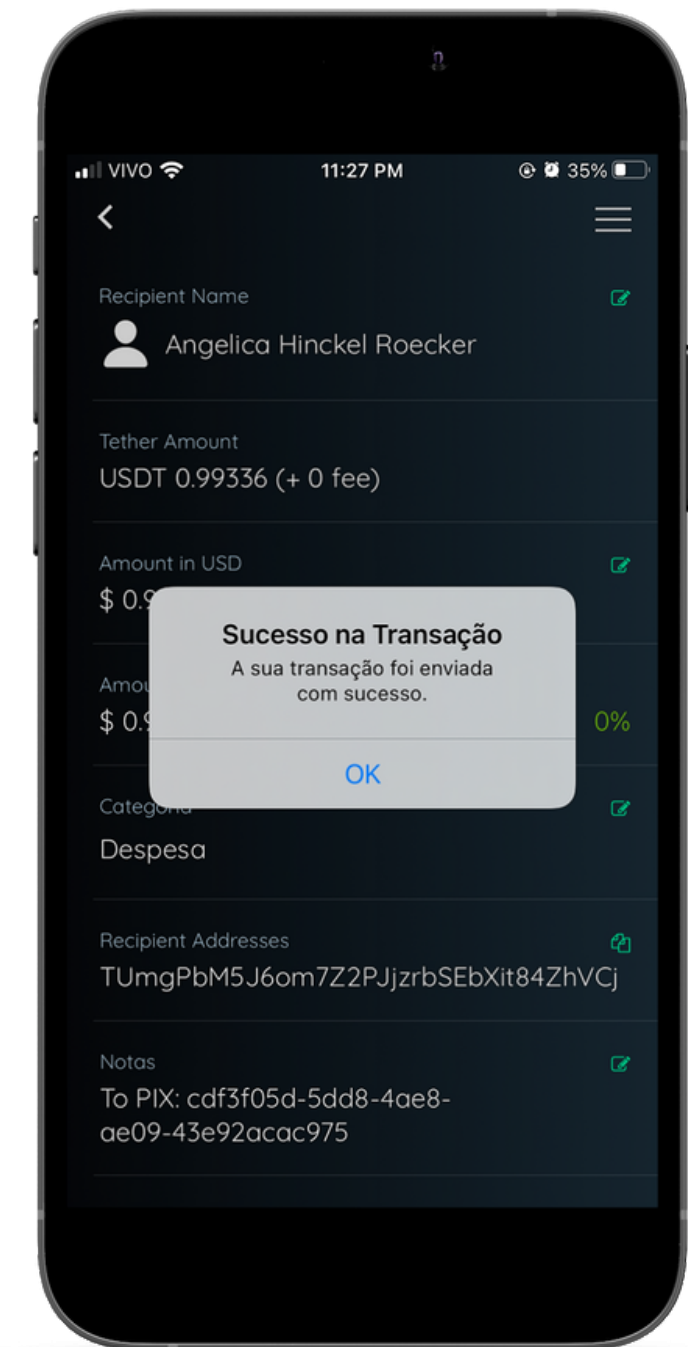 VIVO 11:27 PM 35%
Recipient Name
Angelica Hinckel Roecker
Tether Amount
USDT 0.99336 (+ 0 fee)
Amount in USD
$ 0.9
Sucesso na Transação
A sua transação foi enviada
com sucesso.
OK
$ 0.9
0%
Despesa
Recipient Addresses
TUmgPbM5J6om7Z2PJjzrbSEbXit84ZhVCj
Notas
To PIX: cdf3f05d-5dd8-4ae8-
ae09-43e92acac975